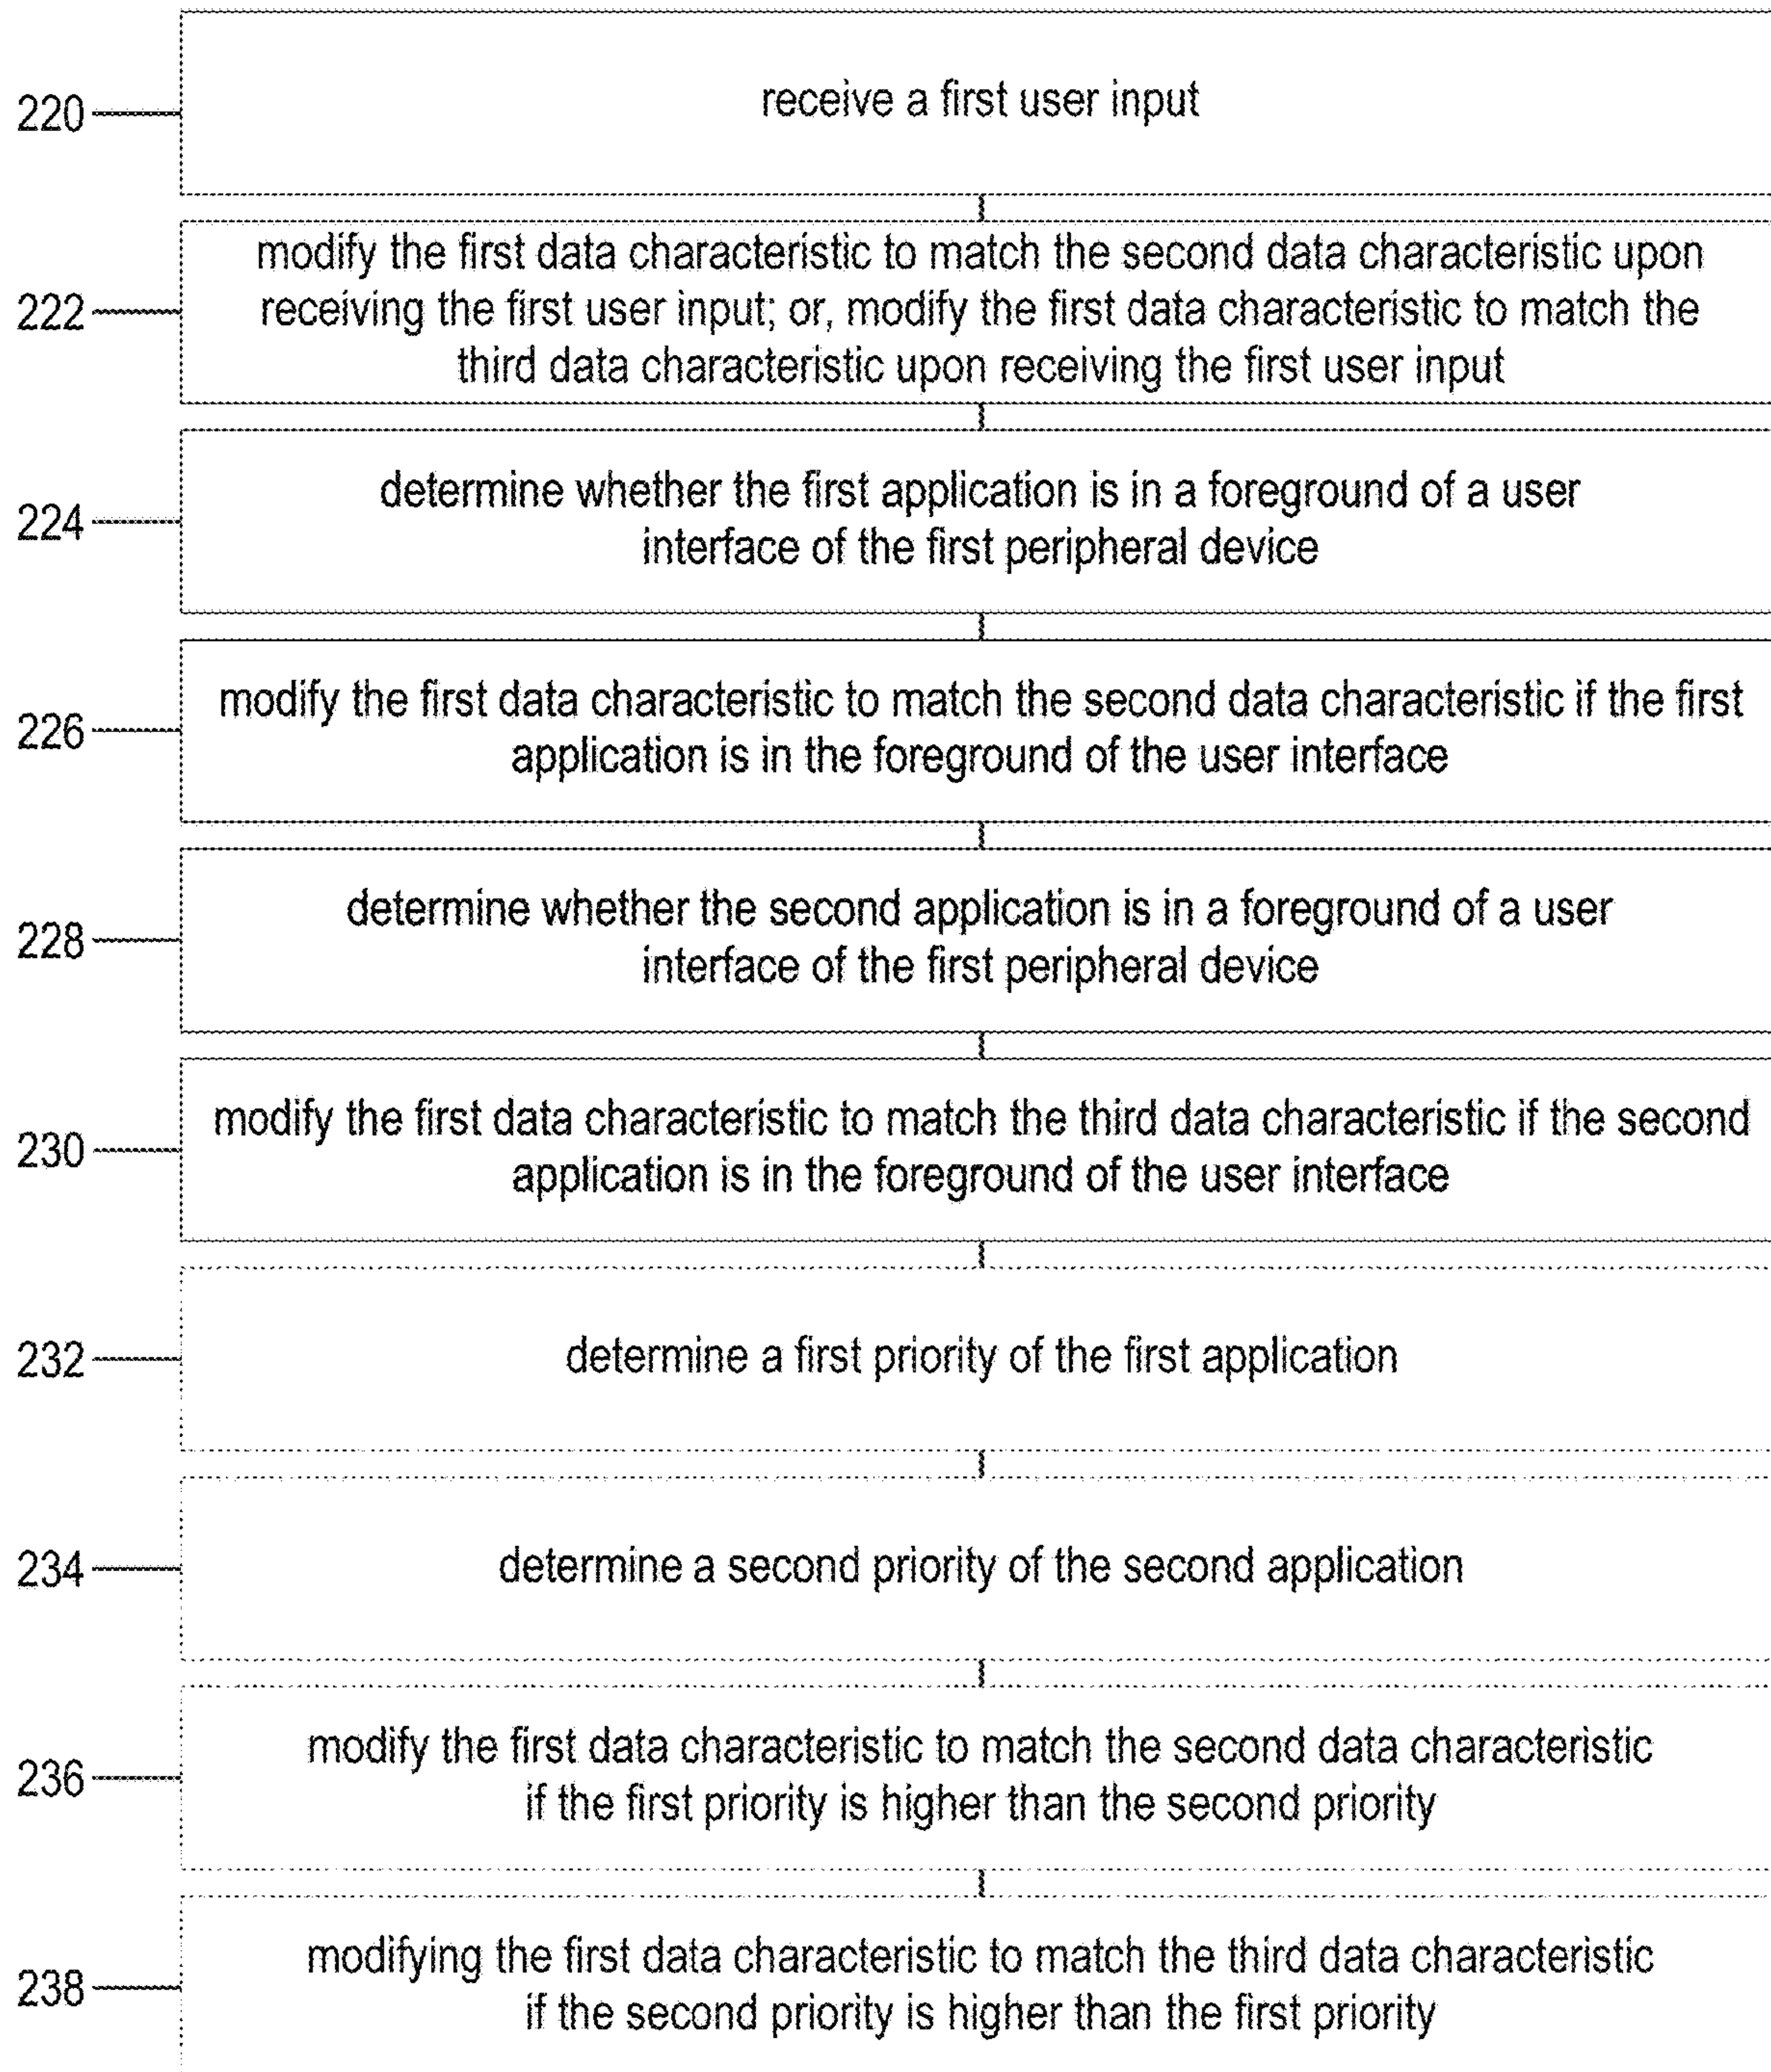 receive a first user input
220
modify the first data characteristic to match the second data characteristic upon
receiving the first user input; or, modify the first data characteristic to match the
third data characteristic upon receiving the first user input
222
determine whether the first application is in a foreground of a user
interface of the first peripheral device
224
modify the first data characteristic to match the second data characteristic if the first
application is in the foreground of the user interface
226
determine whether the second application is in a foreground of a user
interface of the first peripheral device
228
modify the first data characteristic to match the third data characteristic if the second
application is in the foreground of the user interface
230
determine a first priority of the first application
232
determine a second priority of the second application
234
modify the first data characteristic to match the second data characteristic
if the first priority is higher than the second priority
236
modifying the first data characteristic to match the third data characteristic
if the second priority is higher than the first priority
238